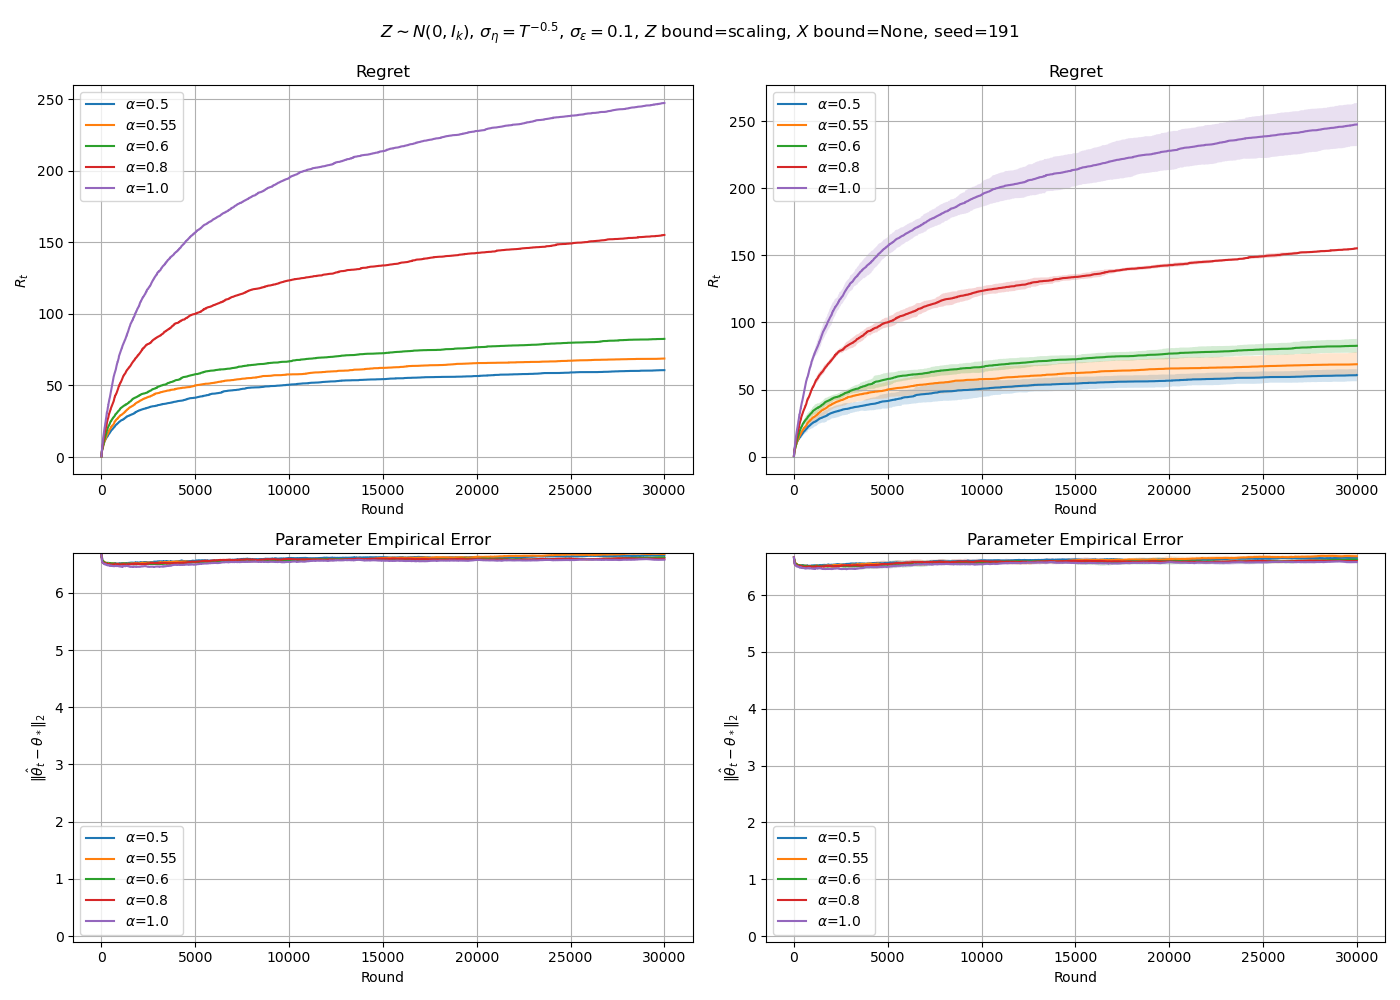 Z ∼ N(0, I_k), σ_η = T^{−0.5}, σ_ε = 0.1, Z bound=scaling, X bound=None, seed=191
Regret
250
200
150
100
50
0
R_t
α=0.5
α=0.55
α=0.6
α=0.8
α=1.0
0 5000 10000 15000 20000 25000 30000
Round
Regret
250
200
150
100
50
0
R_t
α=0.5
α=0.55
α=0.6
α=0.8
α=1.0
0 5000 10000 15000 20000 25000 30000
Round
Parameter Empirical Error
6
5
4
3
2
1
0
‖θ̂_t − θ_*‖_2
α=0.5
α=0.55
α=0.6
α=0.8
α=1.0
0 5000 10000 15000 20000 25000 30000
Round
Parameter Empirical Error
6
5
4
3
2
1
0
‖θ̂_t − θ_*‖_2
α=0.5
α=0.55
α=0.6
α=0.8
α=1.0
0 5000 10000 15000 20000 25000 30000
Round